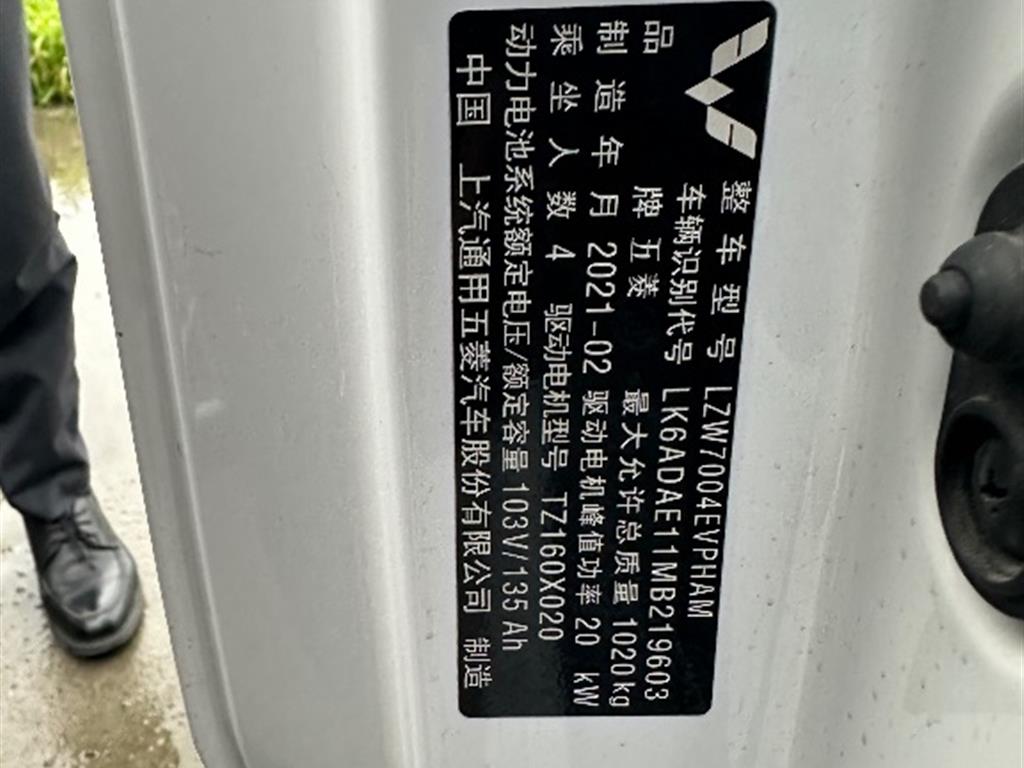 整车型号 LZW7004EVPHAM
车辆识别代号 LK6ADAE11MB219603
品牌 五菱 最大允许总质量 1020kg
制造年月 2021-02 驱动电机峰值功率 20 kW
乘坐人数 4 驱动电机型号 TZ160X020
动力电池系统额定电压/额定容量 103V/135Ah
中国 上汽通用五菱汽车股份有限公司 制造